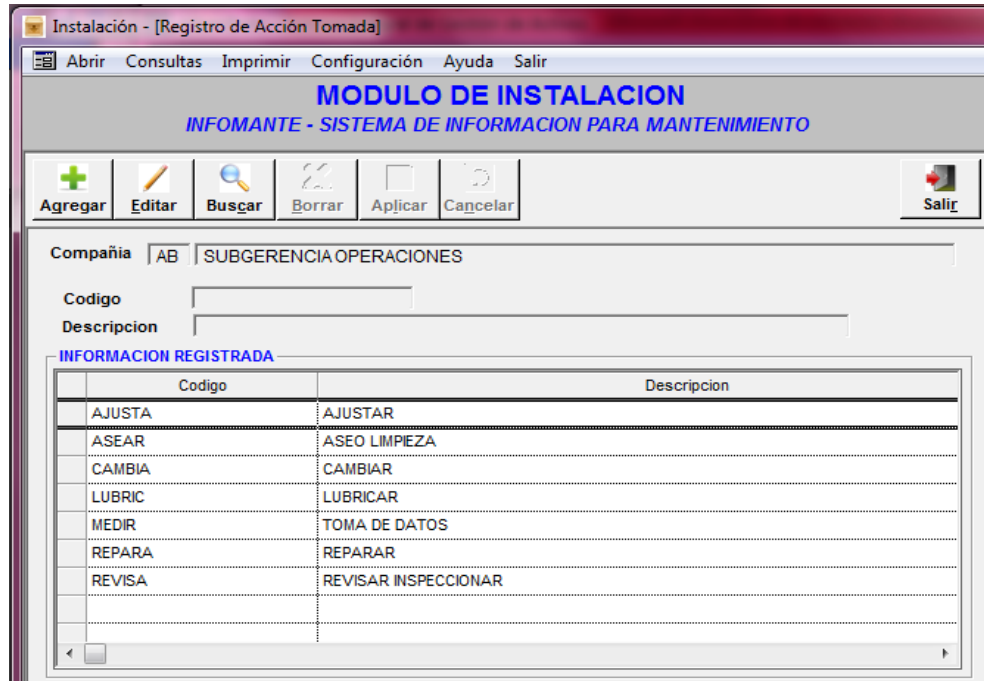 Instalación - [Registro de Acción Tomada]
Abrir Consultas Imprimir Configuración Ayuda Salir
MODULO DE INSTALACION
INFOMANTE - SISTEMA DE INFORMACION PARA MANTENIMIENTO
Agregar Editar Buscar Borrar Aplicar Cancelar Salir
Compañia AB SUBGERENCIA OPERACIONES
Codigo
Descripcion
INFORMACION REGISTRADA
Codigo Descripcion
AJUSTA AJUSTAR
ASEAR ASEO LIMPIEZA
CAMBIA CAMBIAR
LUBRIC LUBRICAR
MEDIR TOMA DE DATOS
REPARA REPARAR
REVISA REVISAR INSPECCIONAR